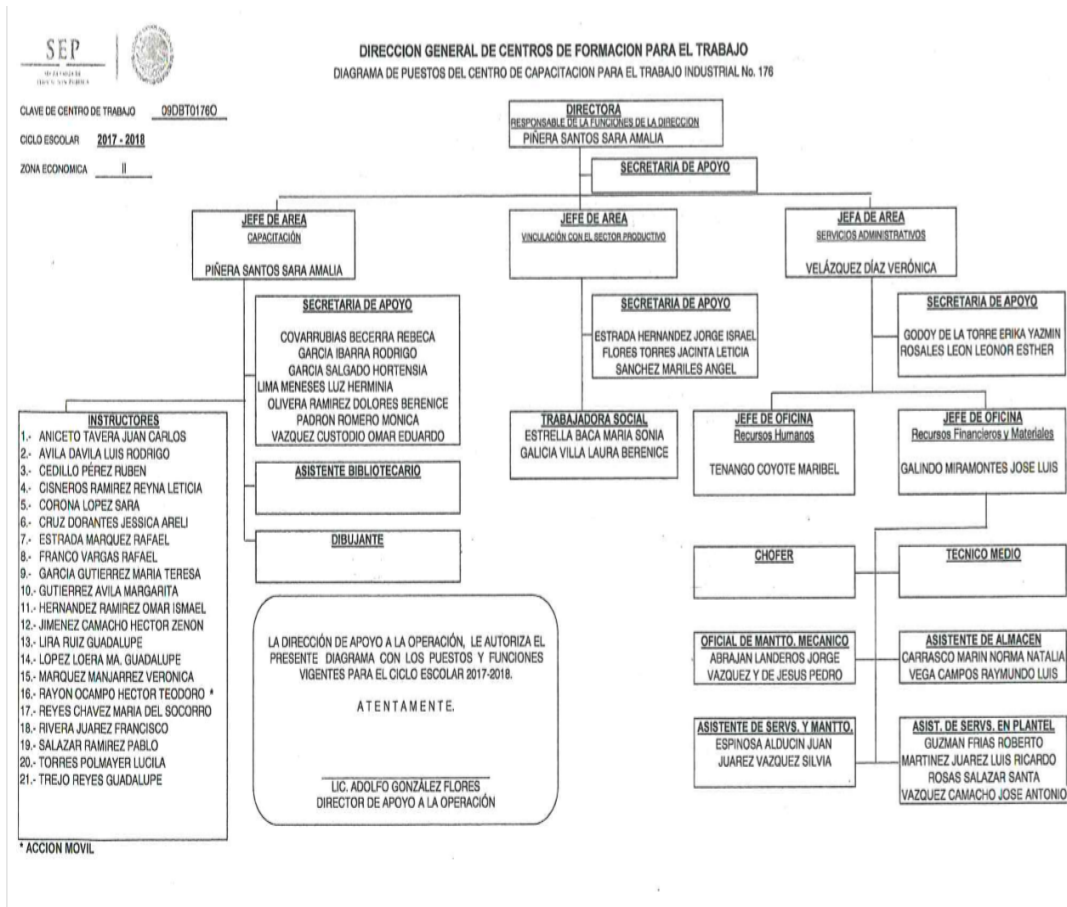 SEP
DIRECCION GENERAL DE CENTROS DE FORMACION PARA EL TRABAJO
DIAGRAMA DE PUESTOS DEL CENTRO DE CAPACITACION PARA EL TRABAJO INDUSTRIAL No. 176
CLAVE DE CENTRO DE TRABAJO 09DBT0176O
CICLO ESCOLAR 2017 - 2018
ZONA ECONOMICA II
DIRECTORA
RESPONSABLE DE LA FUNCIONES DE LA DIRECCION
PIÑERA SANTOS SARA AMALIA
SECRETARIA DE APOYO
JEFE DE AREA
CAPACITACIÓN
PIÑERA SANTOS SARA AMALIA
JEFE DE AREA
VINCULACIÓN CON EL SECTOR PRODUCTIVO
JEFA DE AREA
SERVICIOS ADMINISTRATIVOS
VELÁZQUEZ DÍAZ VERÓNICA
SECRETARIA DE APOYO
COVARRUBIAS BECERRA REBECA
GARCIA IBARRA RODRIGO
GARCIA SALGADO HORTENSIA
LIMA MENESES LUZ HERMINIA
OLIVERA RAMIREZ DOLORES BERENICE
PADRON ROMERO MONICA
VAZQUEZ CUSTODIO OMAR EDUARDO
SECRETARIA DE APOYO
ESTRADA HERNANDEZ JORGE ISRAEL
FLORES TORRES JACINTA LETICIA
SANCHEZ MARILES ANGEL
SECRETARIA DE APOYO
GODOY DE LA TORRE ERIKA YAZMIN
ROSALES LEON LEONOR ESTHER
INSTRUCTORES
1.- ANICETO TAVERA JUAN CARLOS
2.- AVILA DAVILA LUIS RODRIGO
3.- CEDILLO PÉREZ RUBEN
4.- CISNEROS RAMIREZ REYNA LETICIA
5.- CORONA LOPEZ SARA
6.- CRUZ DORANTES JESSICA ARELI
7.- ESTRADA MARQUEZ RAFAEL
8.- FRANCO VARGAS RAFAEL
9.- GARCIA GUTIERREZ MARIA TERESA
10.- GUTIERREZ AVILA MARGARITA
11.- HERNANDEZ RAMIREZ OMAR ISMAEL
12.- JIMENEZ CAMACHO HECTOR ZENON
13.- LIRA RUIZ GUADALUPE
14.- LOPEZ LOERA MA. GUADALUPE
15.- MARQUEZ MANJARREZ VERONICA
16.- RAYON OCAMPO HECTOR TEODORO *
17.- REYES CHAVEZ MARIA DEL SOCORRO
18.- RIVERA JUAREZ FRANCISCO
19.- SALAZAR RAMIREZ PABLO
20.- TORRES POLMAYER LUCILA
21.- TREJO REYES GUADALUPE
* ACCION MOVIL
ASISTENTE BIBLIOTECARIO
DIBUJANTE
TRABAJADORA SOCIAL
ESTRELLA BACA MARIA SONIA
GALICIA VILLA LAURA BERENICE
JEFE DE OFICINA
Recursos Humanos
TENANGO COYOTE MARIBEL
JEFE DE OFICINA
Recursos Financieros y Materiales
GALINDO MIRAMONTES JOSE LUIS
CHOFER
TECNICO MEDIO
OFICIAL DE MANTTO. MECANICO
ABRAJAN LANDEROS JORGE
VAZQUEZ Y DE JESUS PEDRO
ASISTENTE DE ALMACEN
CARRASCO MARIN NORMA NATALIA
VEGA CAMPOS RAYMUNDO LUIS
ASISTENTE DE SERVS. Y MANTTO.
ESPINOSA ALDUCIN JUAN
JUAREZ VAZQUEZ SILVIA
ASIST. DE SERVS. EN PLANTEL
GUZMAN FRIAS ROBERTO
MARTINEZ JUAREZ LUIS RICARDO
ROSAS SALAZAR SANTA
VAZQUEZ CAMACHO JOSE ANTONIO
LA DIRECCIÓN DE APOYO A LA OPERACIÓN, LE AUTORIZA EL
PRESENTE DIAGRAMA CON LOS PUESTOS Y FUNCIONES
VIGENTES PARA EL CICLO ESCOLAR 2017-2018.
ATENTAMENTE.
LIC. ADOLFO GONZÁLEZ FLORES
DIRECTOR DE APOYO A LA OPERACIÓN